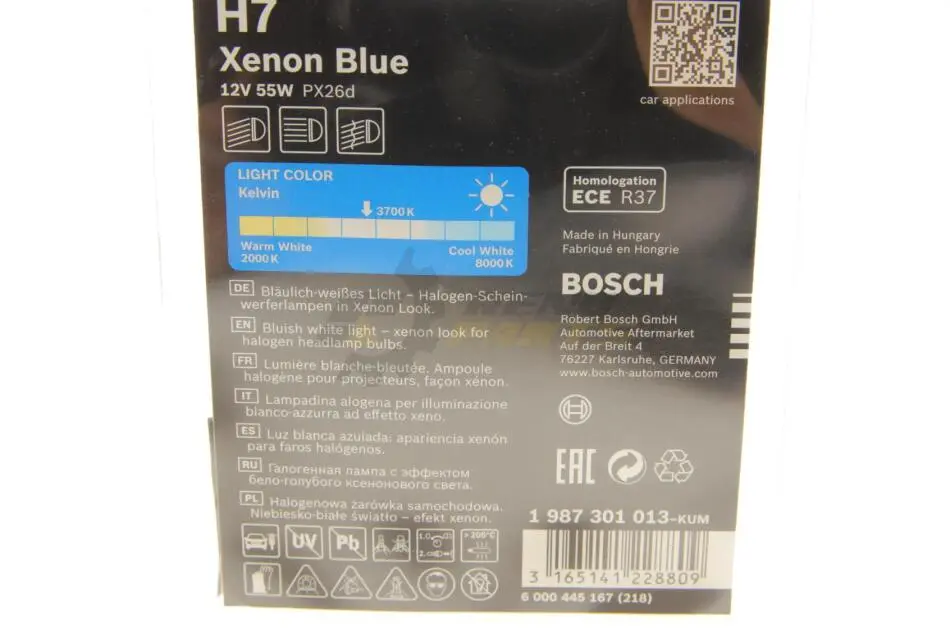 H7
Xenon Blue
12V 55W PX26d
car applications
LIGHT COLOR
Kelvin
3700 K
Warm White
2000 K
Cool White
8000 K
Homologation
ECE R37
Made in Hungary
Fabriqué en Hongrie
BOSCH
Robert Bosch GmbH
Automotive Aftermarket
Auf der Breit 4
76227 Karlsruhe, GERMANY
www.bosch-automotive.com
DE Bläulich-weißes Licht – Halogen-Schein-
werferlampen in Xenon Look.
EN Bluish white light – xenon look for
halogen headlamp bulbs.
FR Lumière blanche-bleutée. Ampoule
halogène pour projecteurs, façon xénon.
IT Lampadina alogena per illuminazione
bianco-azzurra ad effetto xeno.
ES Luz blanca azulada: apariencia xenón
para faros halógenos.
RU Галогенная лампа с эффектом
бело-голубого ксенонового света.
PL Halogenowa żarówka samochodowa.
Niebiesko-białe światło – efekt xenon.
EAC
UV
Pb
1.
2.
> 200°C
1 987 301 013-KUM
3 165141 228809
6 000 445 167 (218)